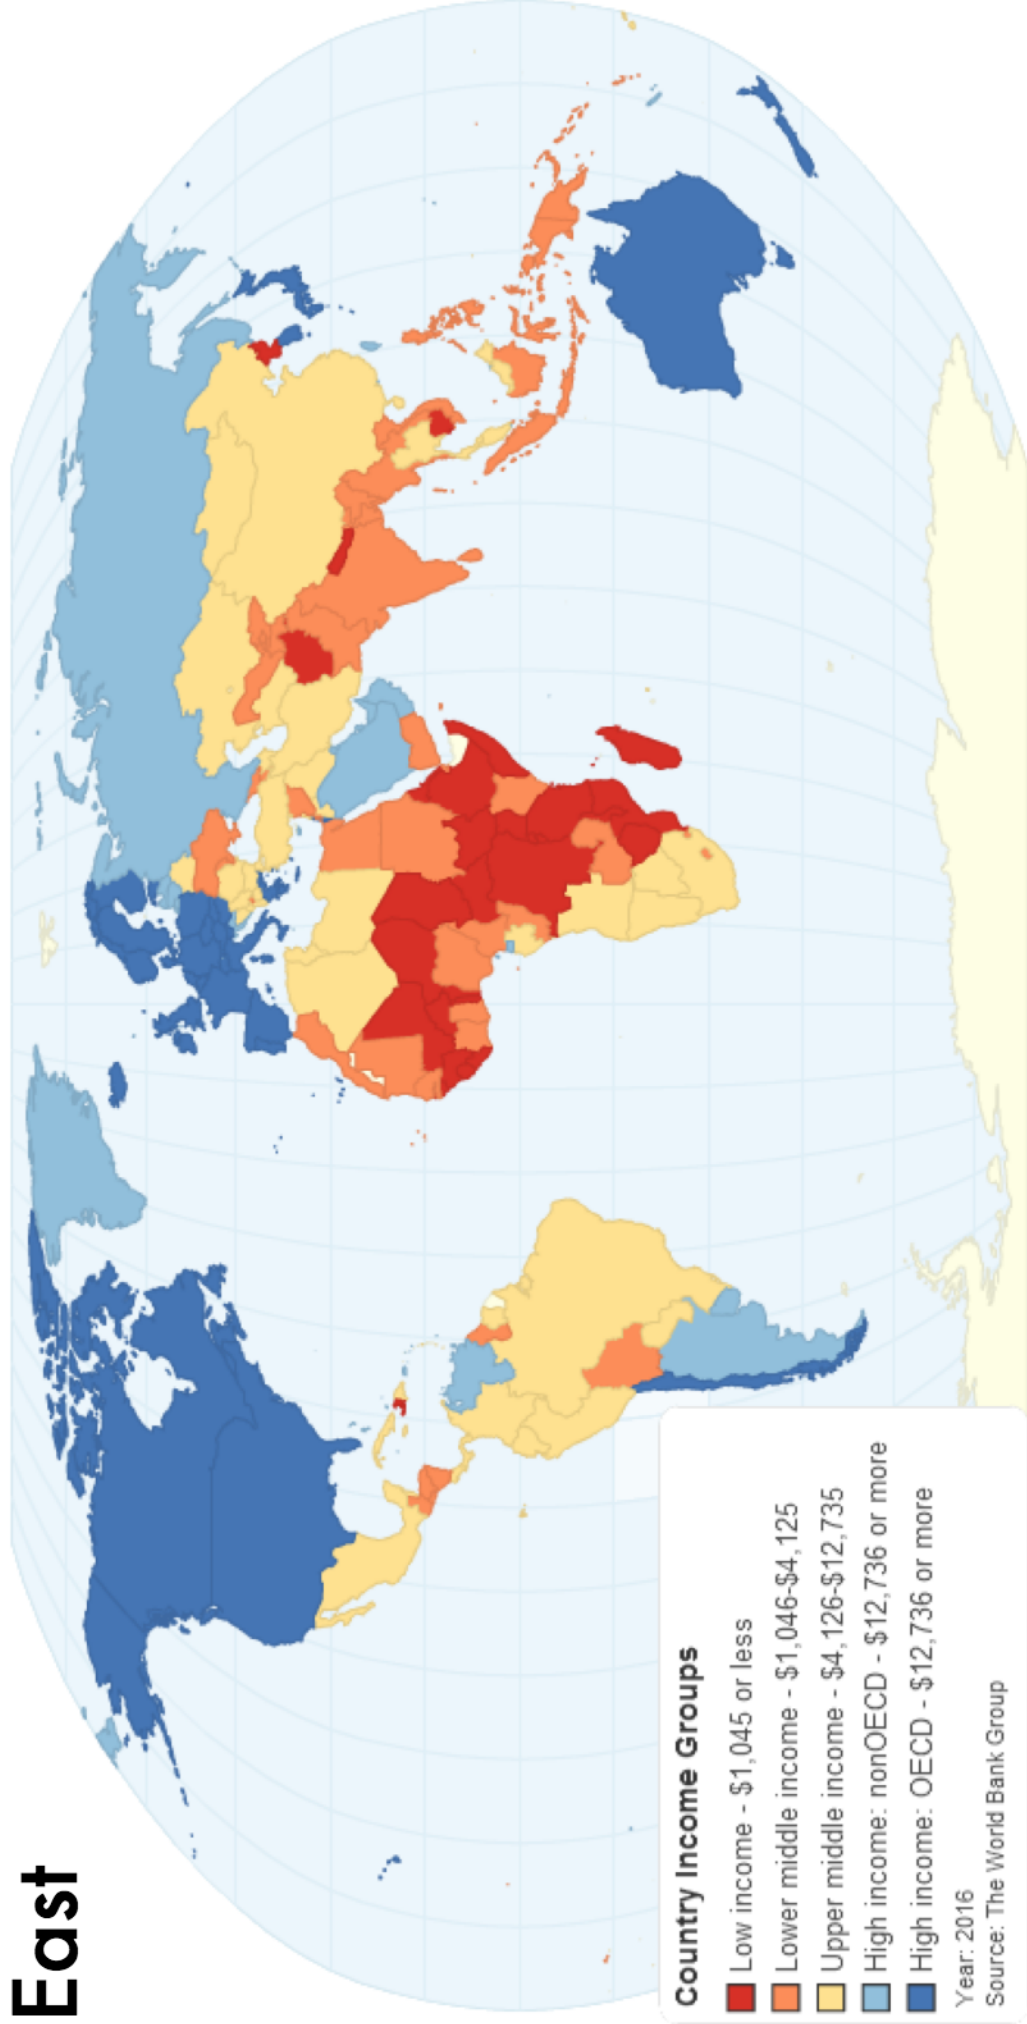 East
Country Income Groups
Low income - $1,045 or less
Lower middle income - $1,046-$4,125
Upper middle income - $4,126-$12,735
High income: nonOECD - $12,736 or more
High income: OECD - $12,736 or more
Year: 2016
Source: The World Bank Group